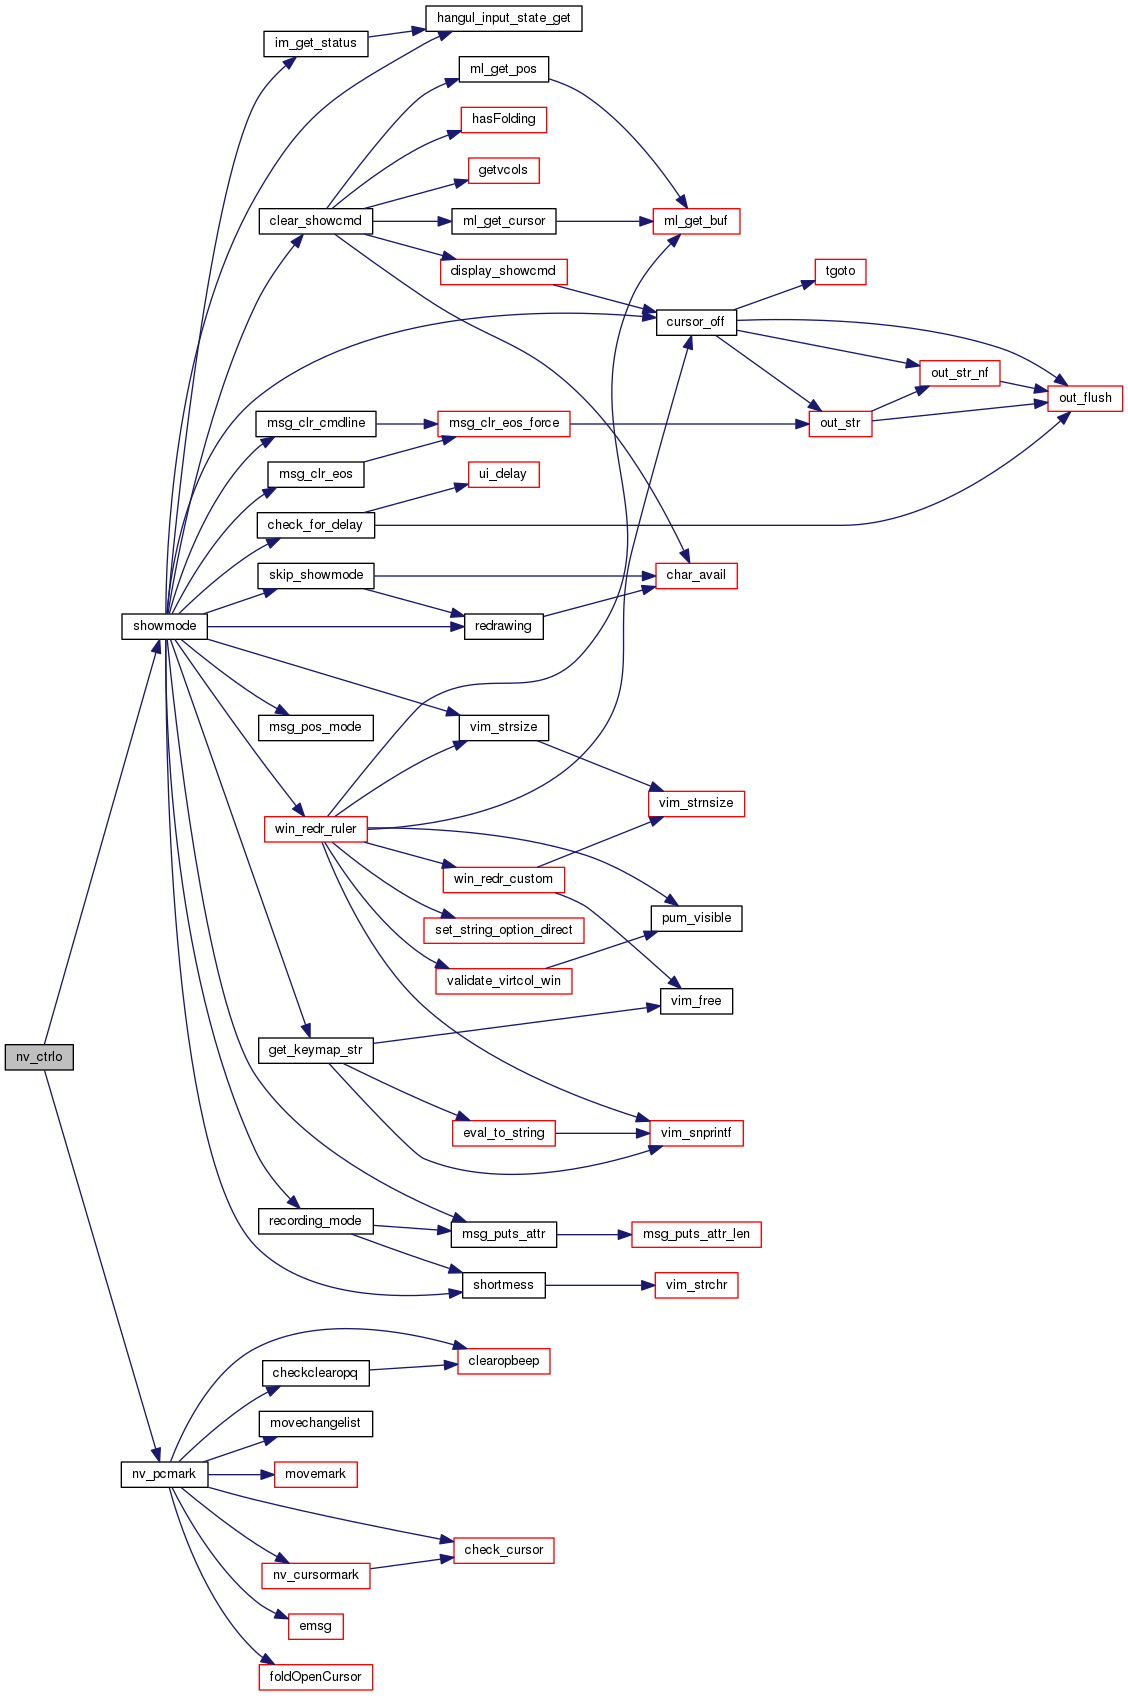 hangul_input_state_get
im_get_status
ml_get_pos
hasFolding
getvcols
clear_showcmd
ml_get_cursor
ml_get_buf
display_showcmd
tgoto
cursor_off
out_str_nf
out_flush
msg_clr_cmdline
msg_clr_eos_force
out_str
msg_clr_eos
ui_delay
check_for_delay
skip_showmode
char_avail
showmode
redrawing
msg_pos_mode
vim_strsize
vim_strnsize
win_redr_ruler
win_redr_custom
pum_visible
set_string_option_direct
validate_virtcol_win
vim_free
get_keymap_str
nv_ctrlo
eval_to_string
vim_snprintf
recording_mode
msg_puts_attr
msg_puts_attr_len
shortmess
vim_strchr
clearopbeep
checkclearopq
movechangelist
nv_pcmark
movemark
check_cursor
nv_cursormark
emsg
foldOpenCursor